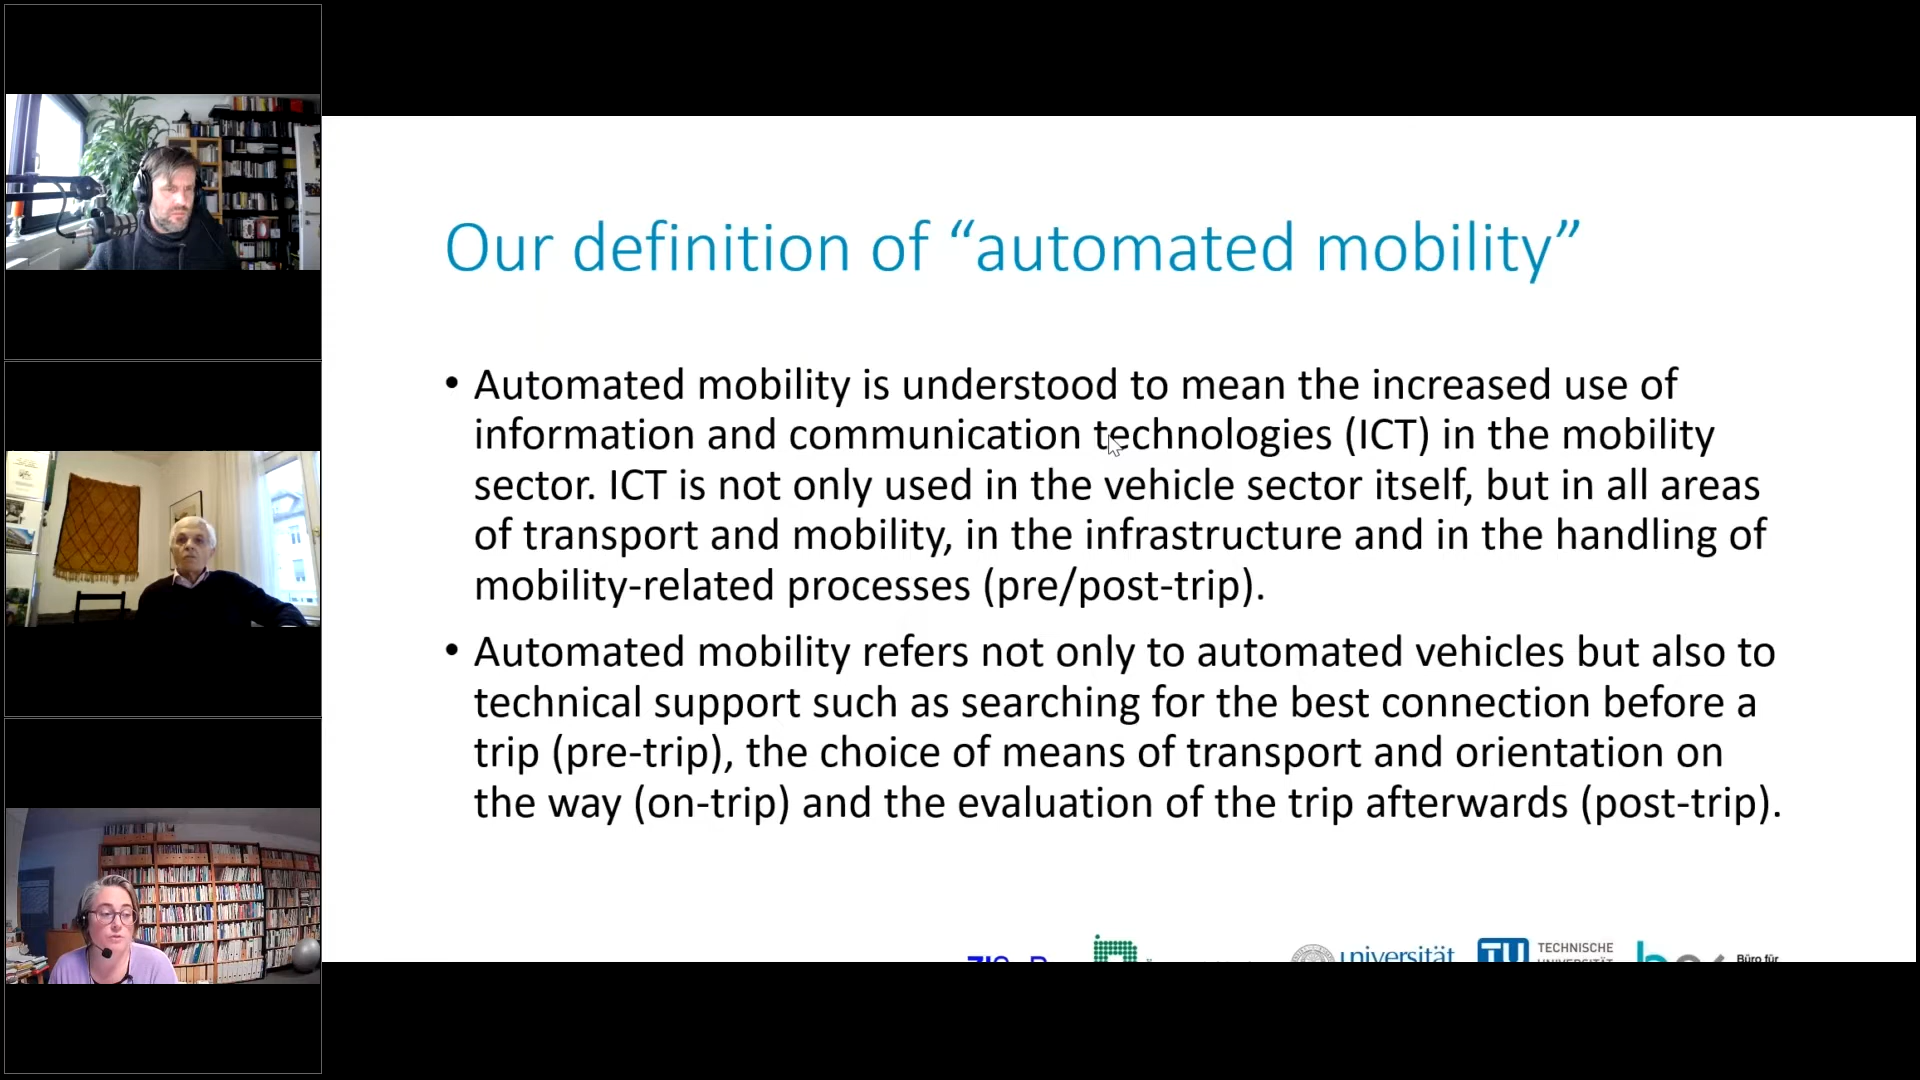 Our definition of “automated mobility”
• Automated mobility is understood to mean the increased use of
information and communication technologies (ICT) in the mobility
sector. ICT is not only used in the vehicle sector itself, but in all areas
of transport and mobility, in the infrastructure and in the handling of
mobility-related processes (pre/post-trip).
• Automated mobility refers not only to automated vehicles but also to
technical support such as searching for the best connection before a
trip (pre-trip), the choice of means of transport and orientation on
the way (on-trip) and the evaluation of the trip afterwards (post-trip).
universität
TU
TECHNISCHE
UNIVERSITÄT
Büro für